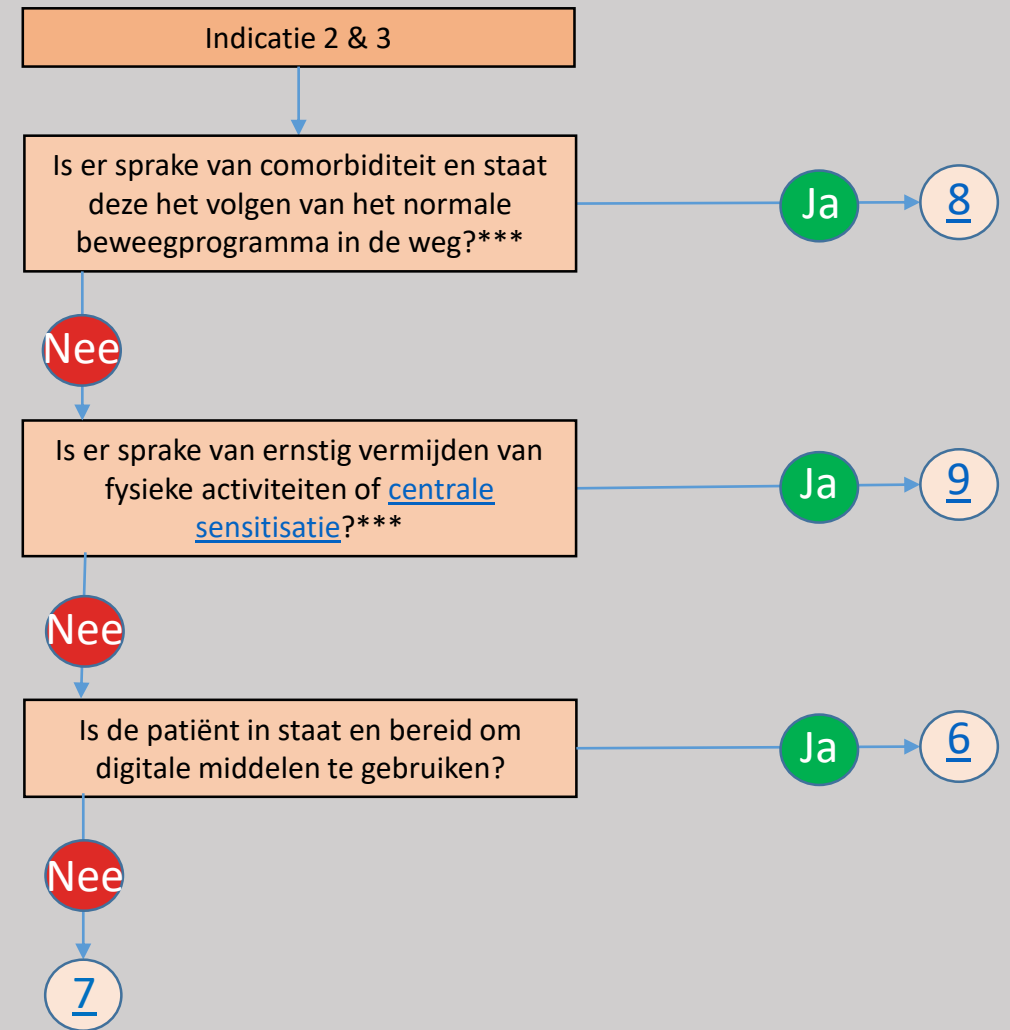 Indicatie 2 & 3
Is er sprake van comorbiditeit en staat
deze het volgen van het normale
beweegprogramma in de weg?***
Ja
8
Nee
Is er sprake van ernstig vermijden van
fysieke activiteiten of centrale
sensitisatie?***
Ja
9
Nee
Is de patiënt in staat en bereid om
digitale middelen te gebruiken?
Ja
6
Nee
7